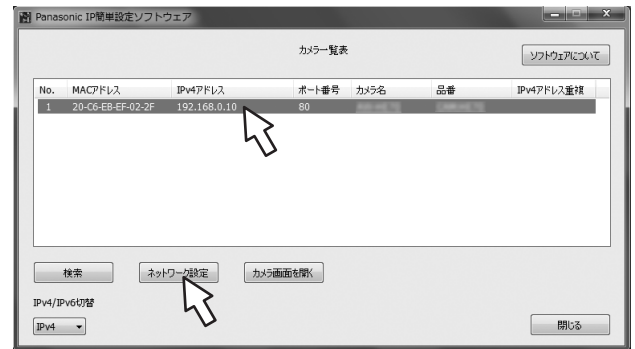 Panasonic IP簡単設定ソフトウェア
カメラ一覧表
ソフトウェアについて
No. MACアドレス IPv4アドレス ポート番号 カメラ名 品番 IPv4アドレス重複
1 20-C6-EB-EF-02-2F 192.168.0.10 80
検索 ネットワーク設定 カメラ画面を開く
IPv4/IPv6切替
IPv4 閉じる